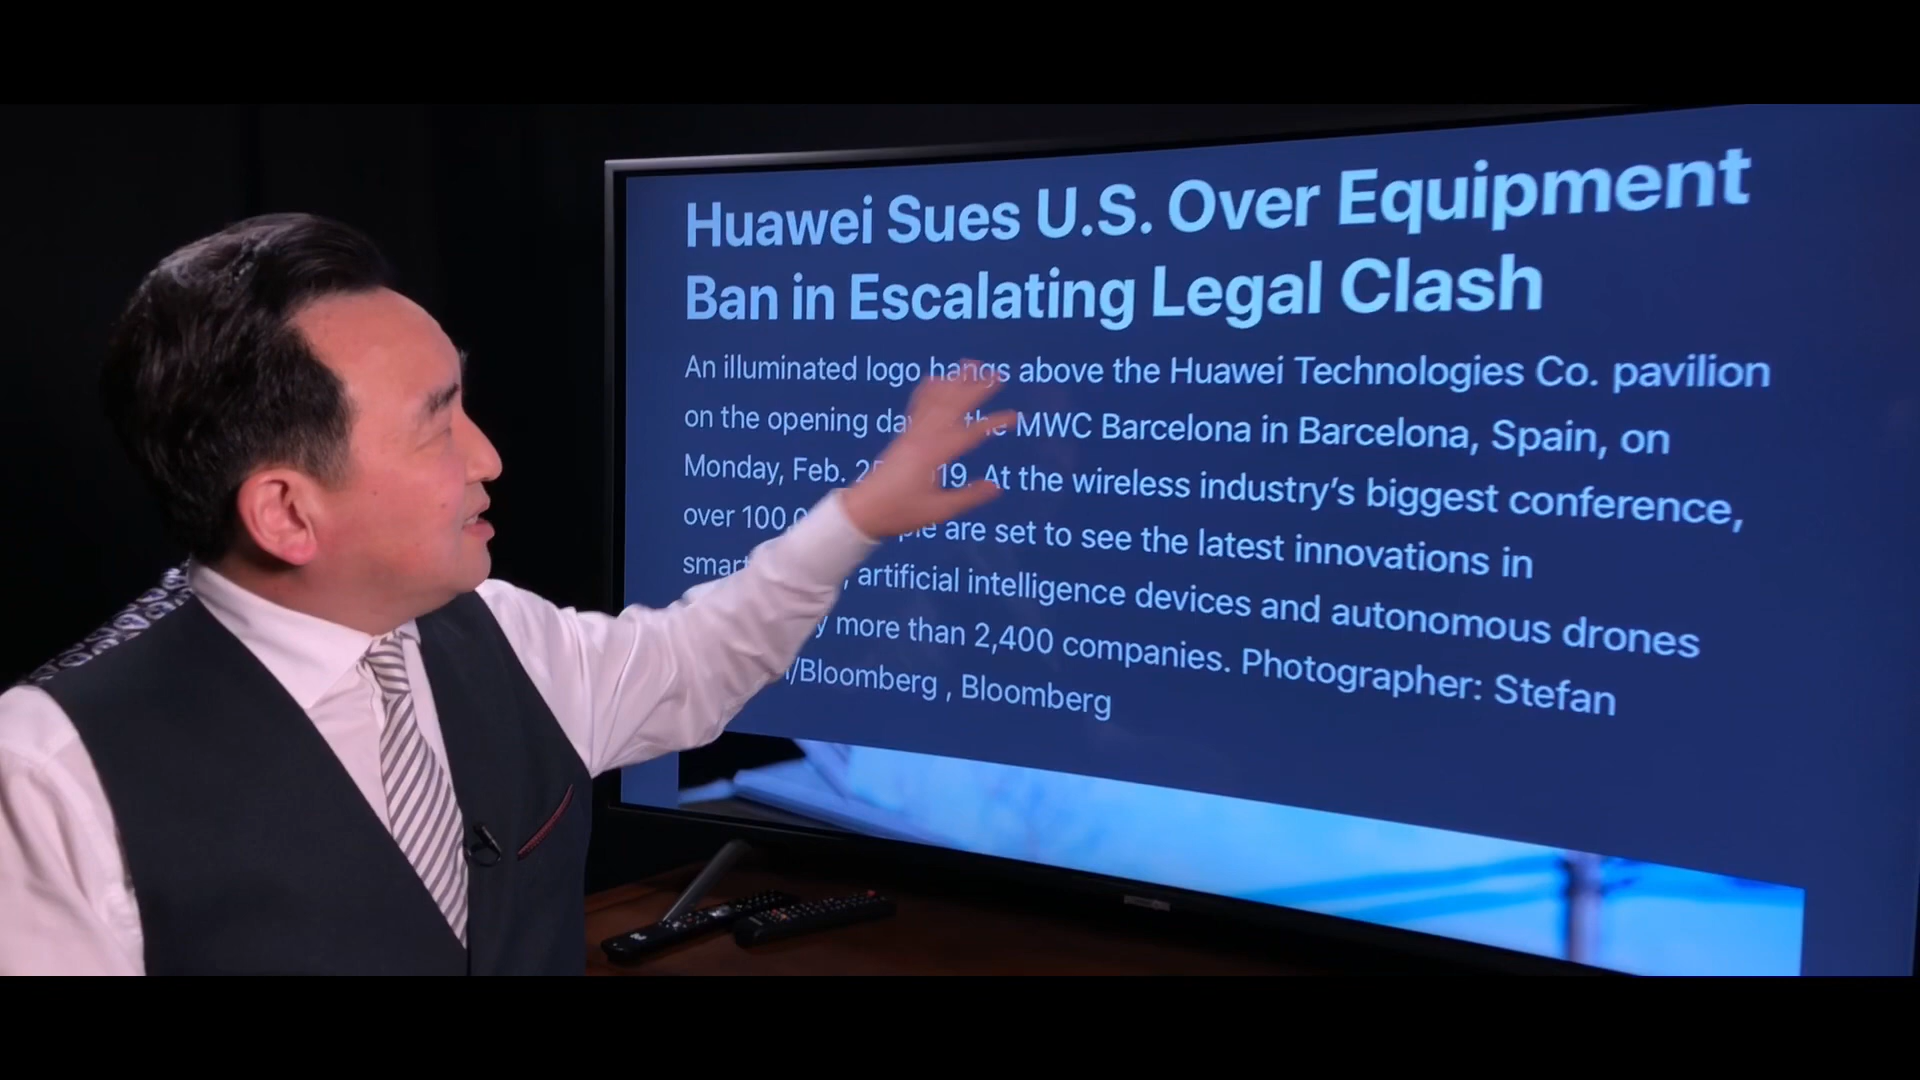 Huawei Sues U.S. Over Equipment
Ban in Escalating Legal Clash
An illuminated logo hangs above the Huawei Technologies Co. pavilion
on the opening the MWC Barcelona in Barcelona, Spain, on
Monday, Feb. At the wireless industry's biggest conference,
over are set to see the latest innovations in
artificial intelligence devices and autonomous drones
more than 2,400 companies. Photographer: Stefan
/Bloomberg , Bloomberg